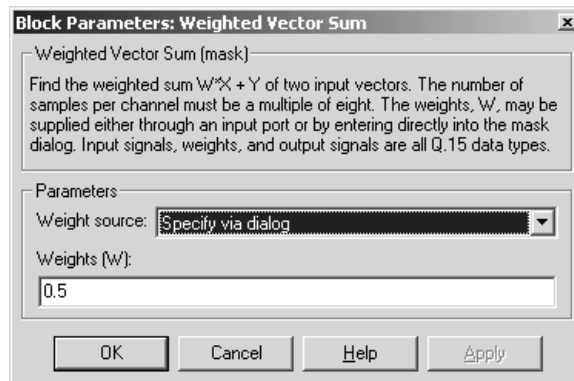 Block Parameters: Weighted Vector Sum
Weighted Vector Sum (mask)
Find the weighted sum W*X + Y of two input vectors. The number of
samples per channel must be a multiple of eight. The weights, W, may be
supplied either through an input port or by entering directly into the mask
dialog. Input signals, weights, and output signals are all Q.15 data types.
Parameters
Weight source: Specify via dialog
Weights (W):
0.5
OK Cancel Help Apply